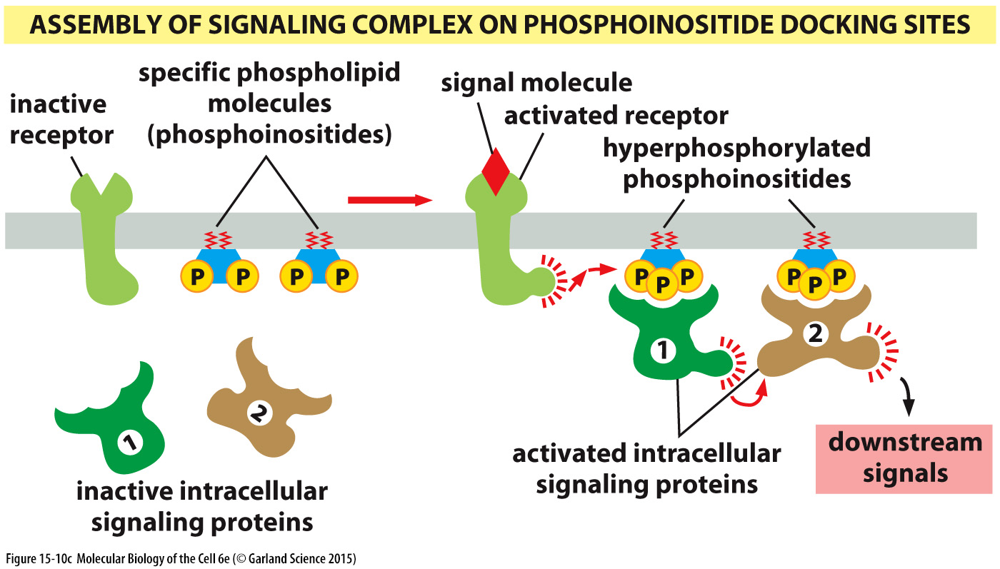 ASSEMBLY OF SIGNALING COMPLEX ON PHOSPHOINOSITIDE DOCKING SITES
inactive
receptor
specific phospholipid
molecules
(phosphoinositides)
signal molecule
activated receptor
hyperphosphorylated
phosphoinositides
P
P
P
P
P
P
P
P
P
P
1
2
1
2
inactive intracellular
signaling proteins
activated intracellular
signaling proteins
downstream
signals
Figure 15-10c Molecular Biology of the Cell 6e (© Garland Science 2015)